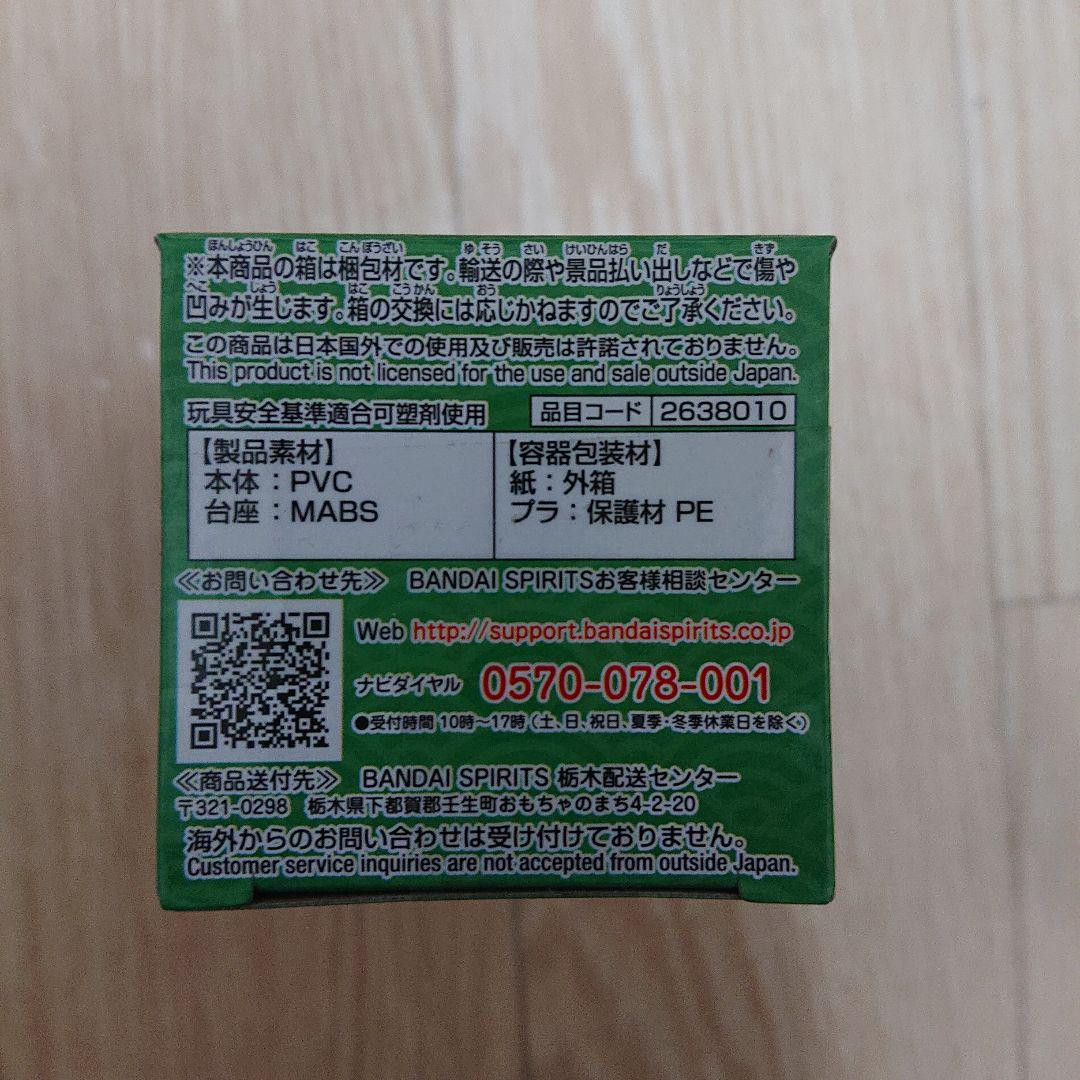 ※本商品の箱は梱包材です。輸送の際や景品払い出しなどで傷や
凹みが生じます。箱の交換には応じかねますのでご了承ください。
この商品は日本国外での使用及び販売は許諾されておりません。
This product is not licensed for the use and sale outside Japan.
玩具安全基準適合可塑剤使用 品目コード 2638010
【製品素材】
本体：PVC
台座：MABS
【容器包装材】
紙：外箱
プラ：保護材 PE
≪お問い合わせ先≫ BANDAI SPIRITSお客様相談センター
Web http://support.bandaispirits.co.jp
ナビダイヤル 0570-078-001
●受付時間 10時〜17時（土、日、祝日、夏季・冬季休業日を除く）
≪商品送付先≫ BANDAI SPIRITS 栃木配送センター
〒321-0298 栃木県下都賀郡壬生町おもちゃのまち4-2-20
海外からのお問い合わせは受け付けておりません。
Customer service inquiries are not accepted from outside Japan.